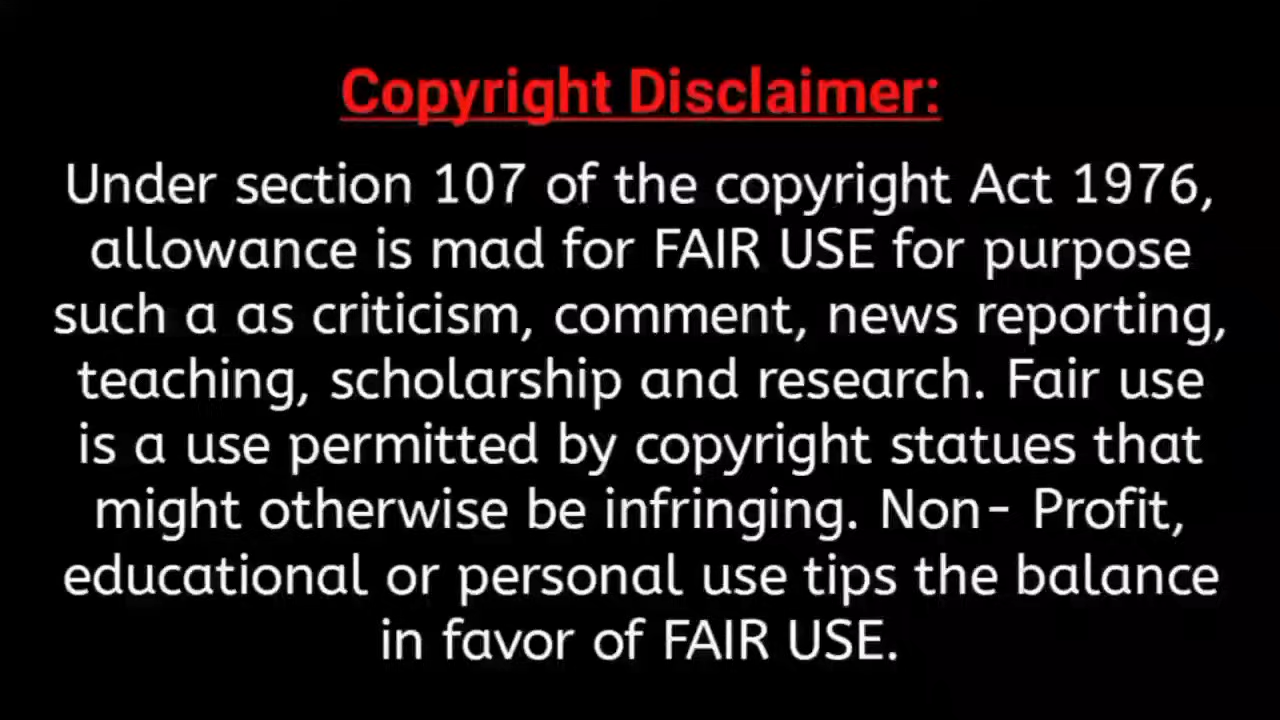 Copyright Disclaimer:
Under section 107 of the copyright Act 1976,
allowance is mad for FAIR USE for purpose
such a as criticism, comment, news reporting,
teaching, scholarship and research. Fair use
is a use permitted by copyright statues that
might otherwise be infringing. Non- Profit,
educational or personal use tips the balance
in favor of FAIR USE.